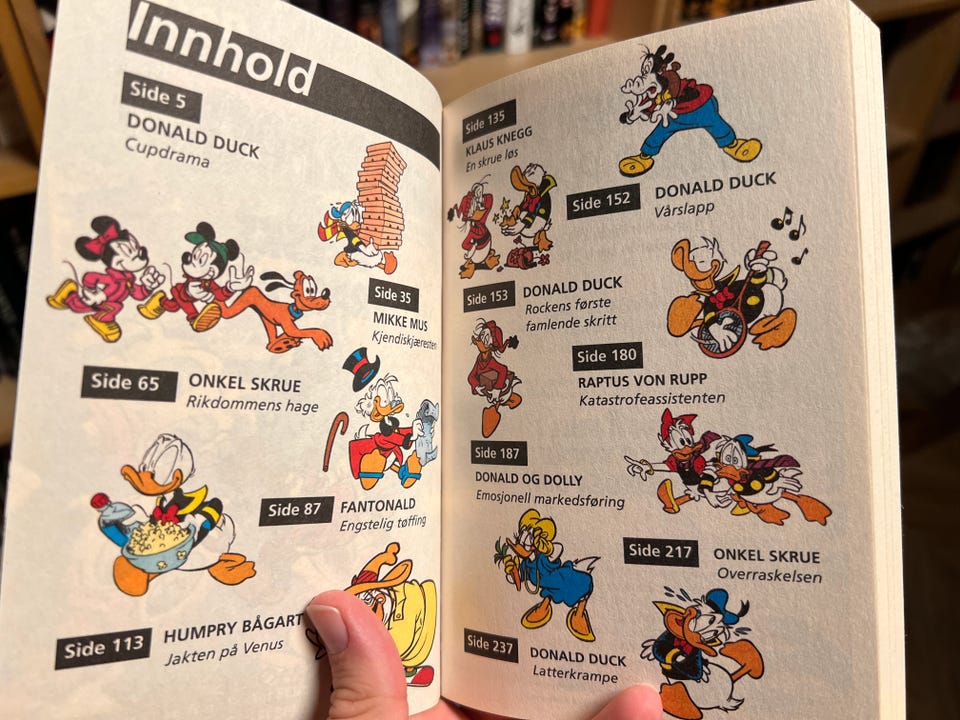 Innhold
Side 5
DONALD DUCK
Cupdrama
Side 35
MIKKE MUS
Kjendiskjæresten
Side 65
ONKEL SKRUE
Rikdommens hage
Side 87
FANTONALD
Engstelig tøffing
Side 113
HUMPRY BÅGART
Jakten på Venus
Side 135
KLAUS KNEGG
En skrue løs
Side 152
DONALD DUCK
Vårslapp
Side 153
DONALD DUCK
Rockens første
famlende skritt
Side 180
RAPTUS VON RUPP
Katastrofeassistenten
Side 187
DONALD OG DOLLY
Emosjonell markedsføring
Side 217
ONKEL SKRUE
Overraskelsen
Side 237
DONALD DUCK
Latterkrampe